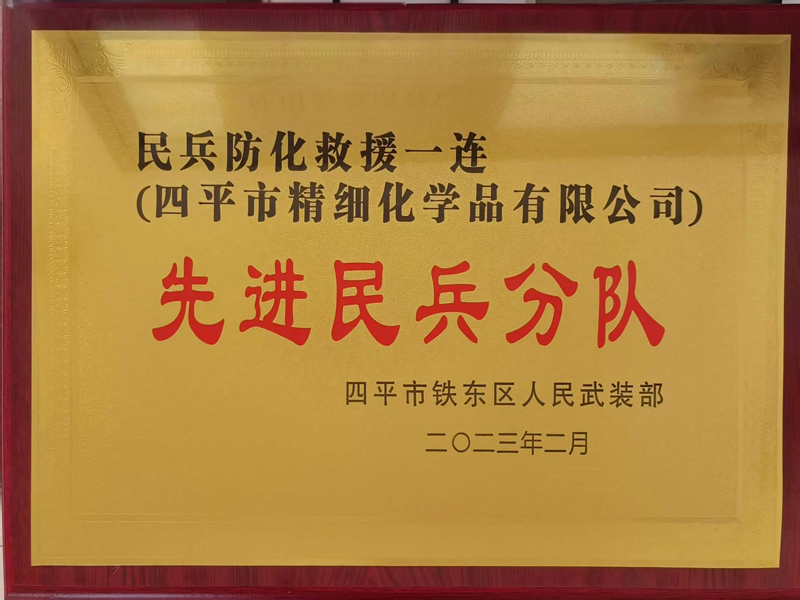 民兵防化救援一连
(四平市精细化学品有限公司)
先进民兵分队
四平市铁东区人民武装部
二〇二三年二月